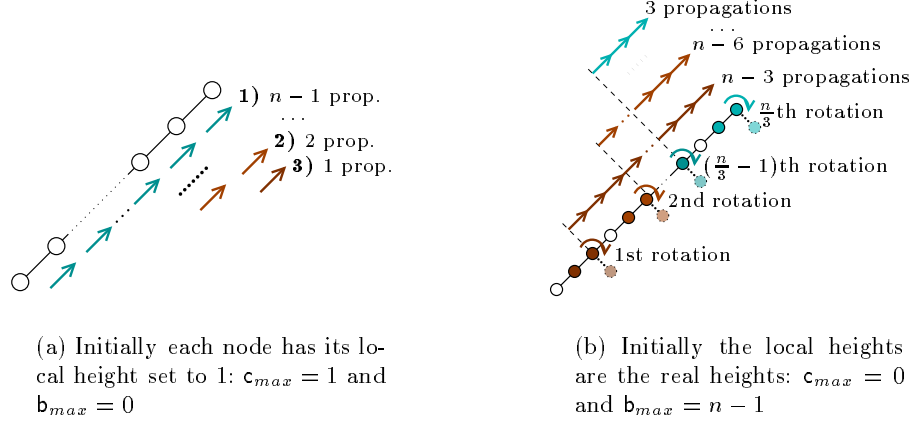 1) n − 1 prop.
...
2) 2 prop.
3) 1 prop.
(a) Initially each node has its lo-
cal height set to 1: c_max = 1 and
b_max = 0
3 propagations
...
n − 6 propagations
n − 3 propagations
n/3 th rotation
(n/3 − 1)th rotation
2nd rotation
1st rotation
(b) Initially the local heights
are the real heights: c_max = 0
and b_max = n − 1